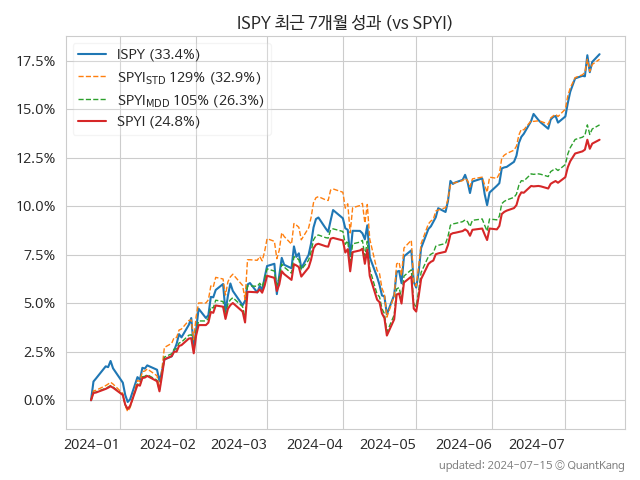 ISPY 최근 7개월 성과 (vs SPYI)
ISPY (33.4%)
SPYI_STD 129% (32.9%)
SPYI_MDD 105% (26.3%)
SPYI (24.8%)
17.5%
15.0%
12.5%
10.0%
7.5%
5.0%
2.5%
0.0%
2024-01 2024-02 2024-03 2024-04 2024-05 2024-06 2024-07
updated: 2024-07-15 © QuantKang